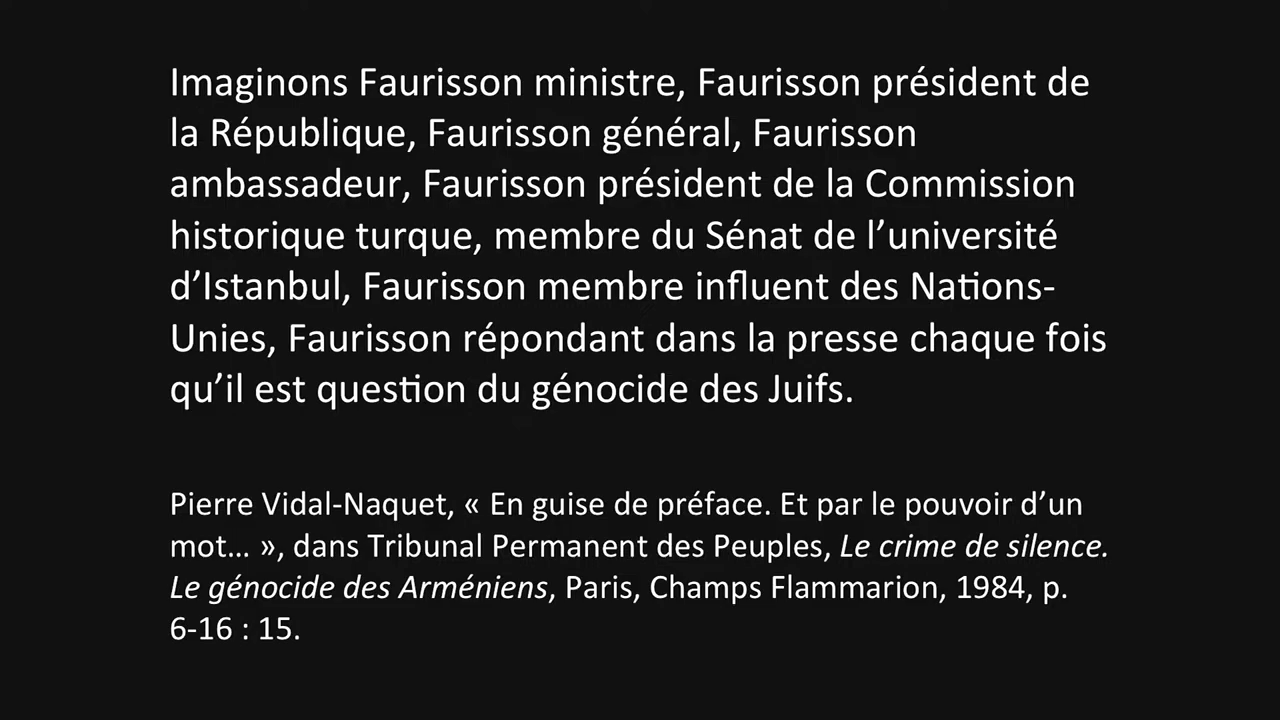 Imaginons Faurisson ministre, Faurisson président de
la République, Faurisson général, Faurisson
ambassadeur, Faurisson président de la Commission
historique turque, membre du Sénat de l’université
d’Istanbul, Faurisson membre influent des Nations-
Unies, Faurisson répondant dans la presse chaque fois
qu’il est question du génocide des Juifs.
Pierre Vidal-Naquet, « En guise de préface. Et par le pouvoir d’un
mot… », dans Tribunal Permanent des Peuples, Le crime de silence.
Le génocide des Arméniens, Paris, Champs Flammarion, 1984, p.
6-16 : 15.